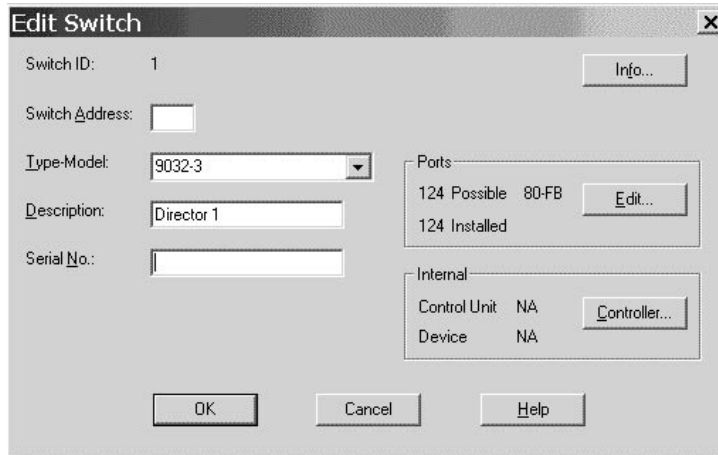 Edit Switch
Switch ID: 1
Info...
Switch Address:
Type-Model: 9032-3
Description: Director 1
Serial No.:
Ports
124 Possible 80-FB
124 Installed
Edit...
Internal
Control Unit NA
Device NA
Controller...
OK Cancel Help